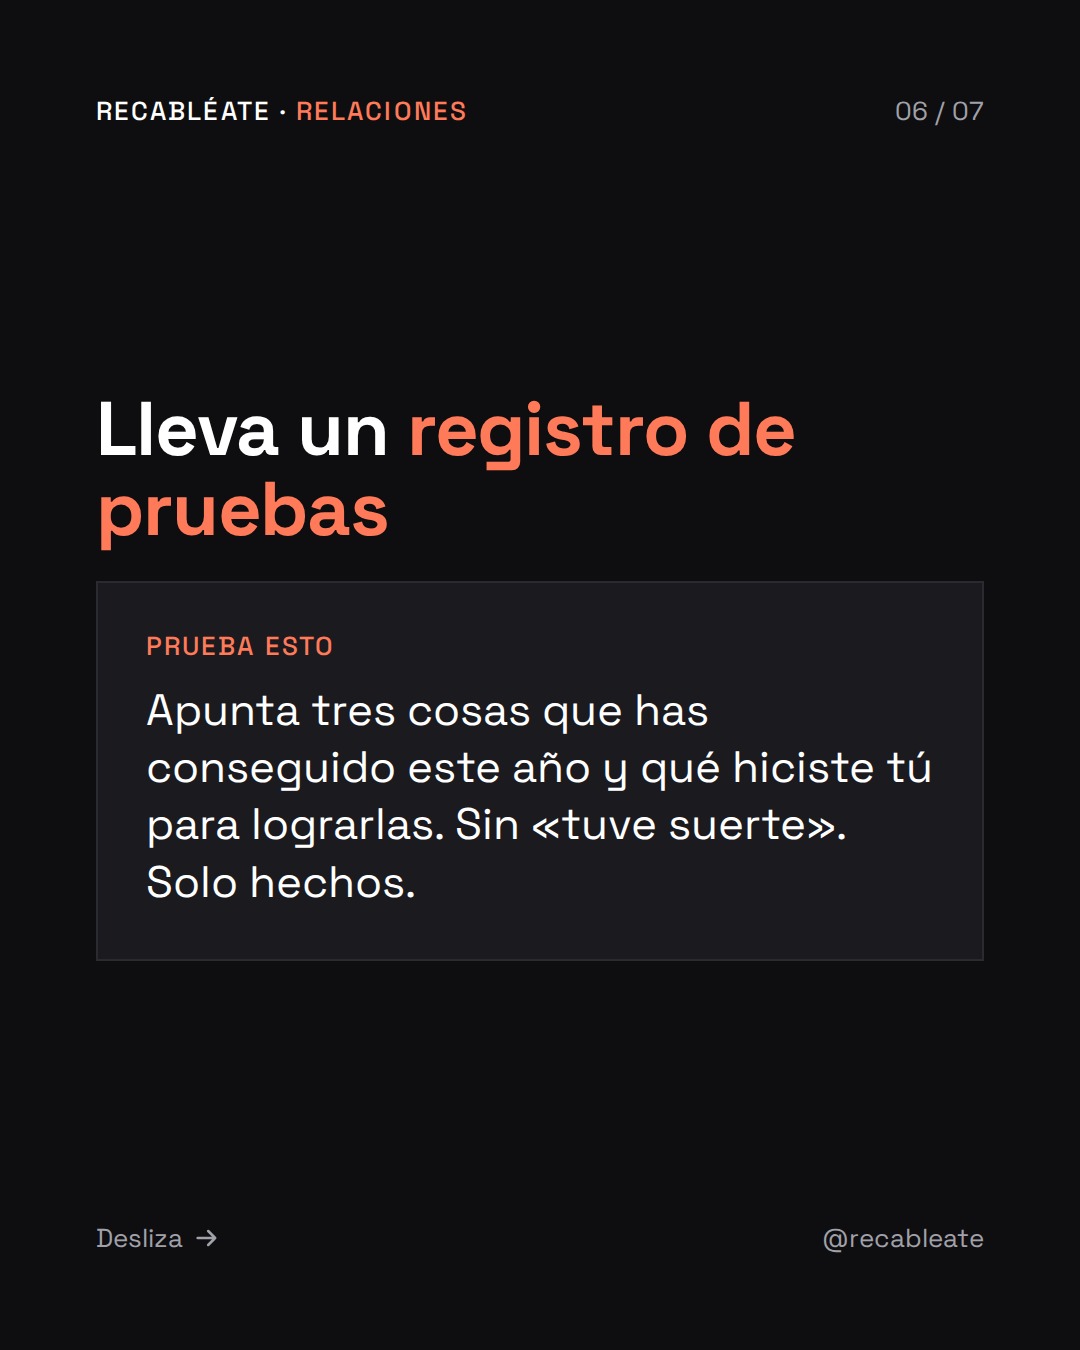 RECABLÉATE · RELACIONES
06 / 07
Lleva un registro de
pruebas
PRUEBA ESTO
Apunta tres cosas que has
conseguido este año y qué hiciste tú
para lograrlas. Sin «tuve suerte».
Solo hechos.
Desliza →
@recableate